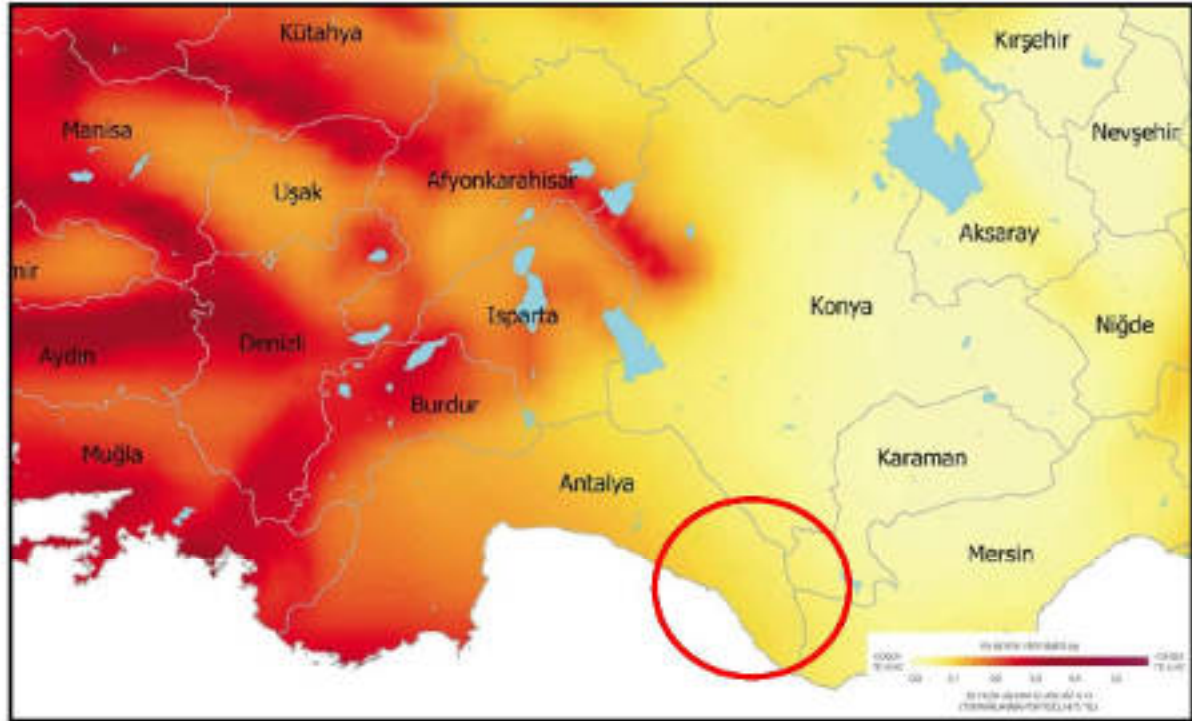 Kütahya
Kırşehir
Manisa
Nevşehir
Uşak
Afyonkarahisar
Aksaray
mir
Konya
Isparta
Niğde
Aydın
Denizli
Burdur
Muğla
Karaman
Antalya
Mersin